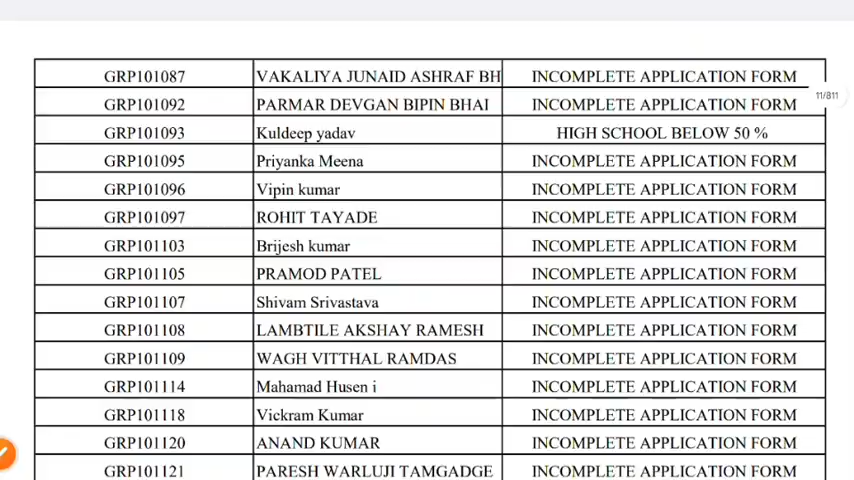 GRP101087 VAKALIYA JUNAID ASHRAF BH INCOMPLETE APPLICATION FORM
11/811
GRP101092 PARMAR DEVGAN BIPIN BHAI INCOMPLETE APPLICATION FORM
GRP101093 Kuldeep yadav HIGH SCHOOL BELOW 50 %
GRP101095 Priyanka Meena INCOMPLETE APPLICATION FORM
GRP101096 Vipin kumar INCOMPLETE APPLICATION FORM
GRP101097 ROHIT TAYADE INCOMPLETE APPLICATION FORM
GRP101103 Brijesh kumar INCOMPLETE APPLICATION FORM
GRP101105 PRAMOD PATEL INCOMPLETE APPLICATION FORM
GRP101107 Shivam Srivastava INCOMPLETE APPLICATION FORM
GRP101108 LAMBTILE AKSHAY RAMESH INCOMPLETE APPLICATION FORM
GRP101109 WAGH VITTHAL RAMDAS INCOMPLETE APPLICATION FORM
GRP101114 Mahamad Husen i INCOMPLETE APPLICATION FORM
GRP101118 Vickram Kumar INCOMPLETE APPLICATION FORM
GRP101120 ANAND KUMAR INCOMPLETE APPLICATION FORM
GRP101121 PARESH WARLUJI TAMGADGE INCOMPLETE APPLICATION FORM